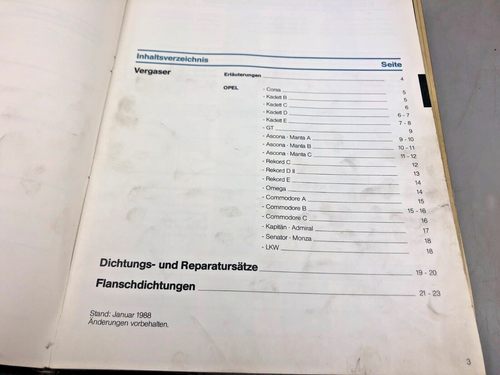 Inhaltsverzeichnis Seite
Vergaser Erläuterungen 4
OPEL - Corsa 5
- Kadett B 5
- Kadett C 6
- Kadett D 6 - 7
- Kadett E 7 - 8
- GT 9
- Ascona · Manta A 9 - 10
- Ascona · Manta B 10 - 11
- Ascona · Manta C 11 - 12
- Rekord C 12
- Rekord D II 13
- Rekord E 14
- Omega 14
- Commodore A 15
- Commodore B 15 - 16
- Commodore C 16
- Kapitän · Admiral 17
- Senator · Monza 18
- LKW 18
Dichtungs- und Reparatursätze 19 - 20
Flanschdichtungen 21 - 23
Stand: Januar 1988
Änderungen vorbehalten.
3